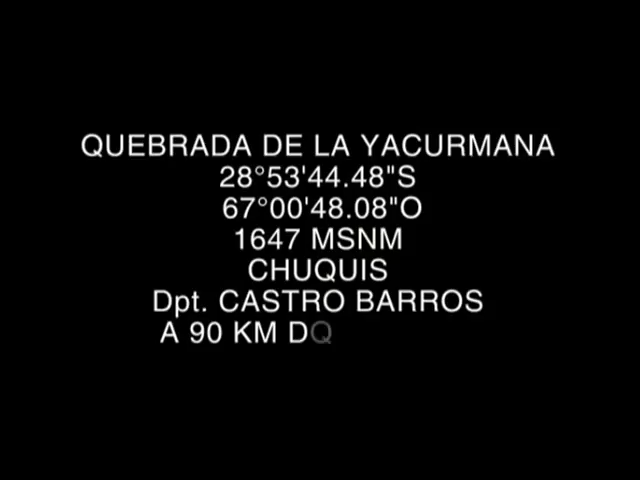 QUEBRADA DE LA YACURMANA
28°53'44.48"S
67°00'48.08"O
1647 MSNM
CHUQUIS
Dpt. CASTRO BARROS
A 90 KM